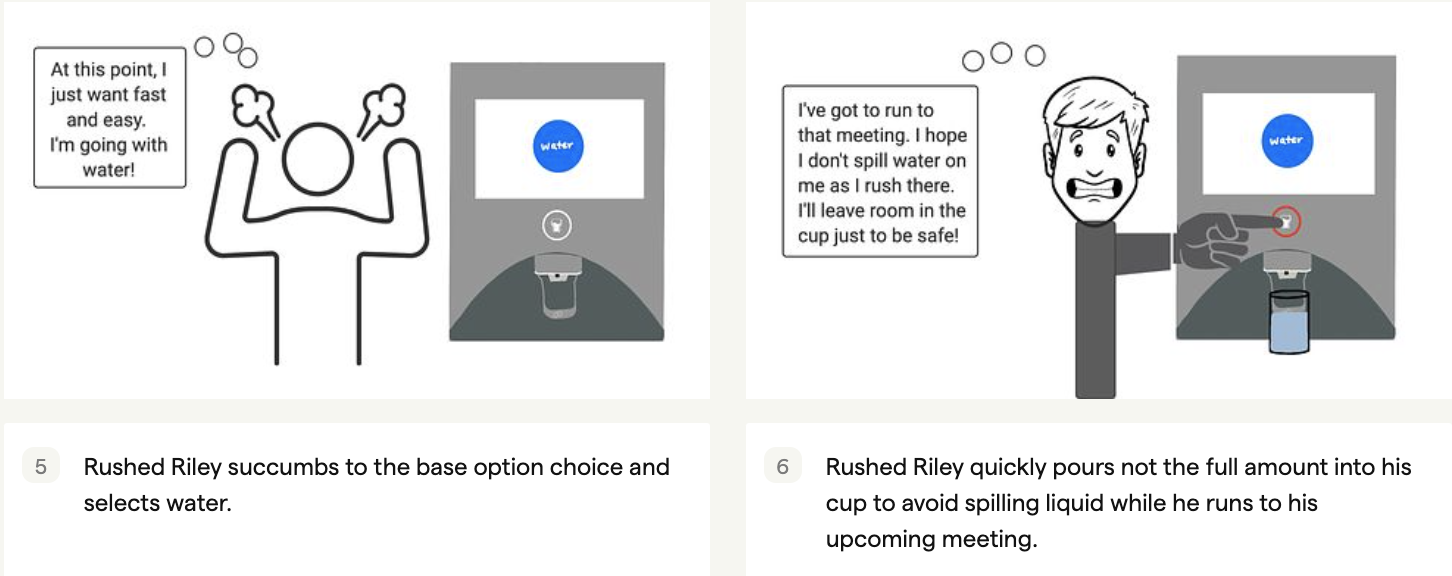 At this point, I
just want fast
and easy.
I'm going with
water!
water
I've got to run to
that meeting. I hope
I don't spill water on
me as I rush there.
I'll leave room in the
cup just to be safe!
water
5
Rushed Riley succumbs to the base option choice and
selects water.
6
Rushed Riley quickly pours not the full amount into his
cup to avoid spilling liquid while he runs to his
upcoming meeting.